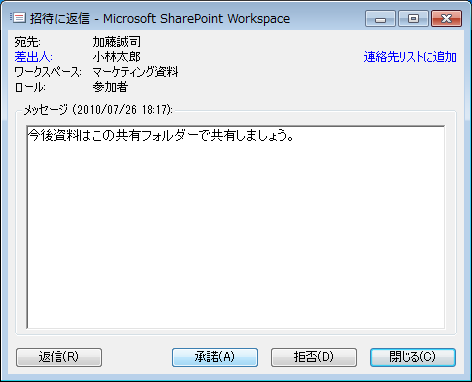 招待に返信 - Microsoft SharePoint Workspace
宛先: 加藤誠司
差出人: 小林太郎 連絡先リストに追加
ワークスペース: マーケティング資料
ロール: 参加者
メッセージ (2010/07/26 18:17):
今後資料はこの共有フォルダーで共有しましょう。
返信(R) 承諾(A) 拒否(D) 閉じる(C)